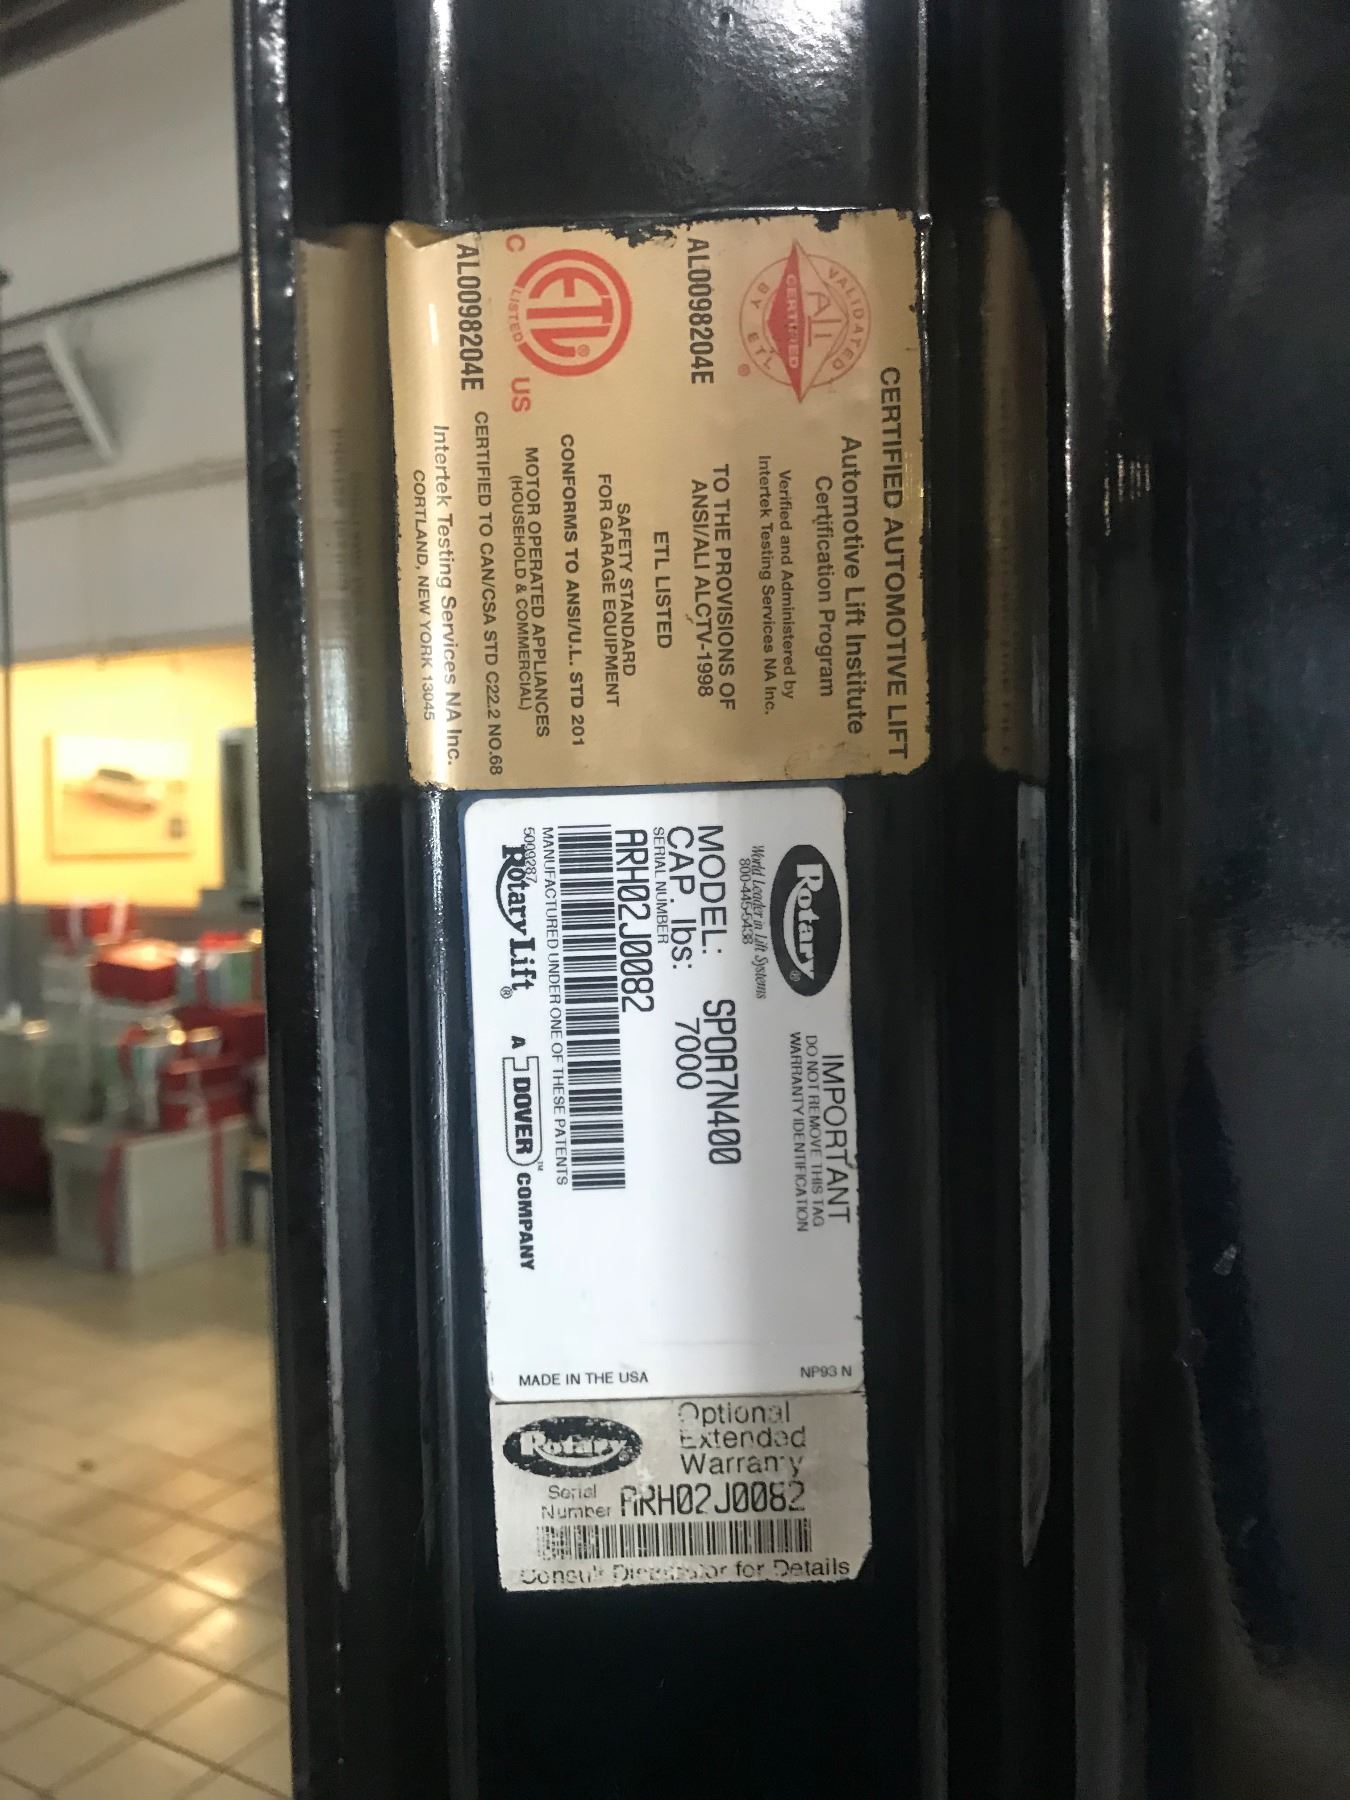 CERTIFIED AUTOMOTIVE LIFT
Automotive Lift Institute
Certification Program
Verified and Administered by
Intertek Testing Services NA Inc.
VALIDATED
ALI
CERTIFIED
BY ETL
®
AL0098204E
TO THE PROVISIONS OF
ANSI/ALI ALCTV-1998
ETL LISTED
SAFETY STANDARD
FOR GARAGE EQUIPMENT
CONFORMS TO ANSI/U.L. STD 201
MOTOR OPERATED APPLIANCES
(HOUSEHOLD & COMMERCIAL)
ETL®
C LISTED US
AL0098204E
CERTIFIED TO CAN/CSA STD C22.2 NO.68
Intertek Testing Services NA Inc.
CORTLAND, NEW YORK 13045
Rotary®
World Leader in Lift Systems
800-445-5438
IMPORTANT
DO NOT REMOVE THIS TAG
WARRANTY IDENTIFICATION
MODEL: SPOA7N400
CAP. lbs: 7000
SERIAL NUMBER
ARH02J0082
MANUFACTURED UNDER ONE OF THESE PATENTS
5009287
Rotary Lift® A DOVER™ COMPANY
NP93 N
MADE IN THE USA
Rotary®
Optional
Extended
Warranty
Serial
Number ARH02J0082
Consult Distributor for Details